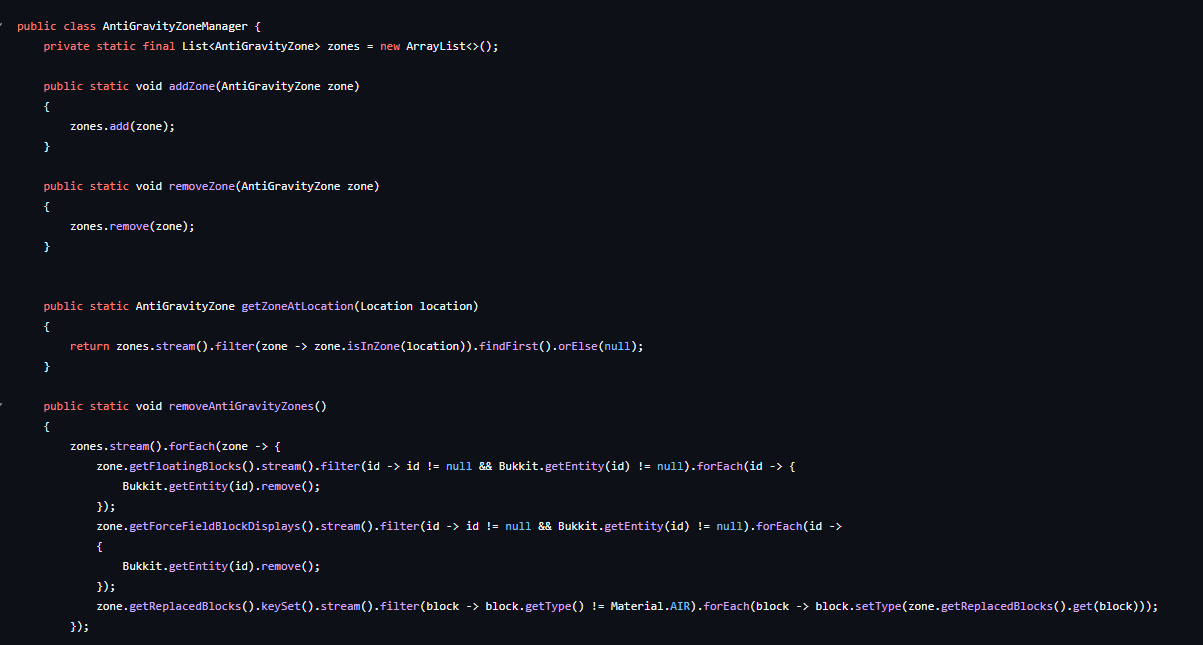 public class AntiGravityZoneManager {
    private static final List<AntiGravityZone> zones = new ArrayList<>();

    public static void addZone(AntiGravityZone zone)
    {
        zones.add(zone);
    }

    public static void removeZone(AntiGravityZone zone)
    {
        zones.remove(zone);
    }


    public static AntiGravityZone getZoneAtLocation(Location location)
    {
        return zones.stream().filter(zone -> zone.isInZone(location)).findFirst().orElse(null);
    }

    public static void removeAntiGravityZones()
    {
        zones.stream().forEach(zone -> {
            zone.getFloatingBlocks().stream().filter(id -> id != null && Bukkit.getEntity(id) != null).forEach(id -> {
                Bukkit.getEntity(id).remove();
            });
            zone.getForceFieldBlockDisplays().stream().filter(id -> id != null && Bukkit.getEntity(id) != null).forEach(id ->
            {
                Bukkit.getEntity(id).remove();
            });
            zone.getReplacedBlocks().keySet().stream().filter(block -> block.getType() != Material.AIR).forEach(block -> block.setType(zone.getReplacedBlocks().get(block)));
        });